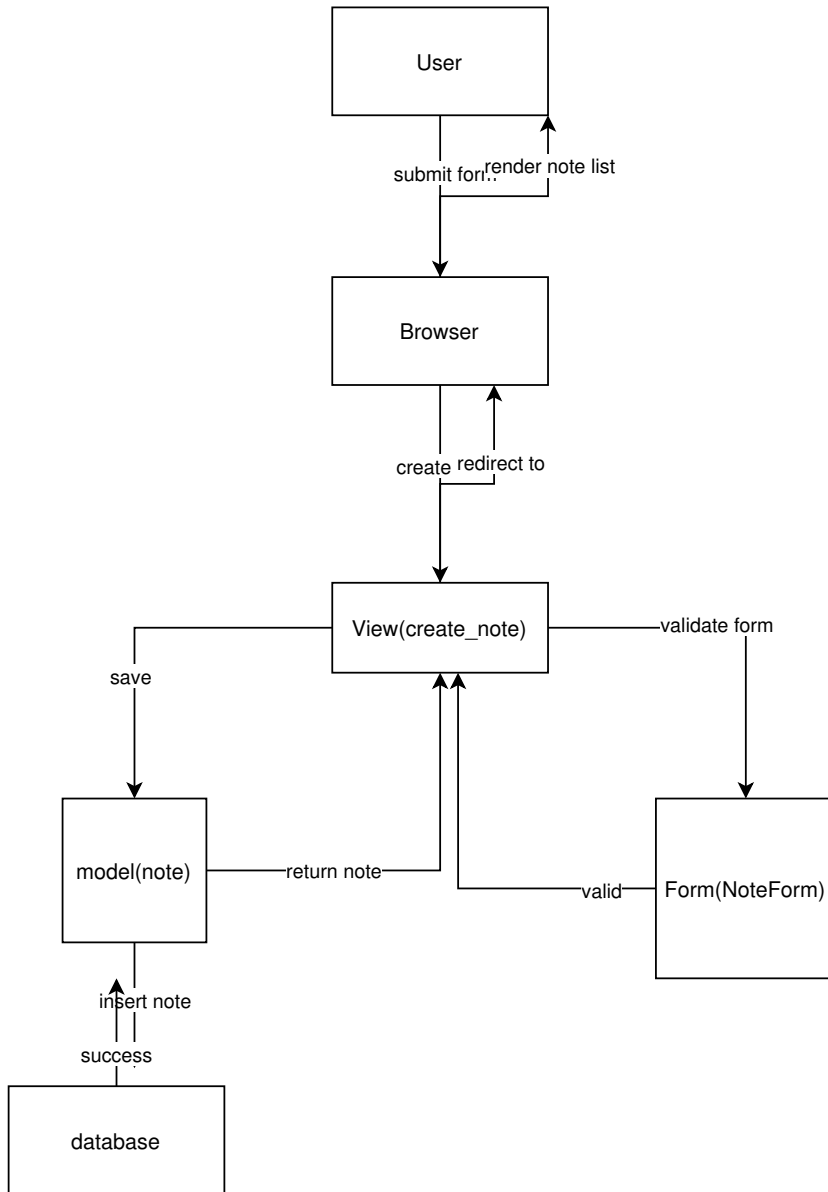 User
submit form
render note list
Browser
create
redirect to
View(create_note)
validate form
save
model(note)
return note
valid
Form(NoteForm)
insert note
success
database